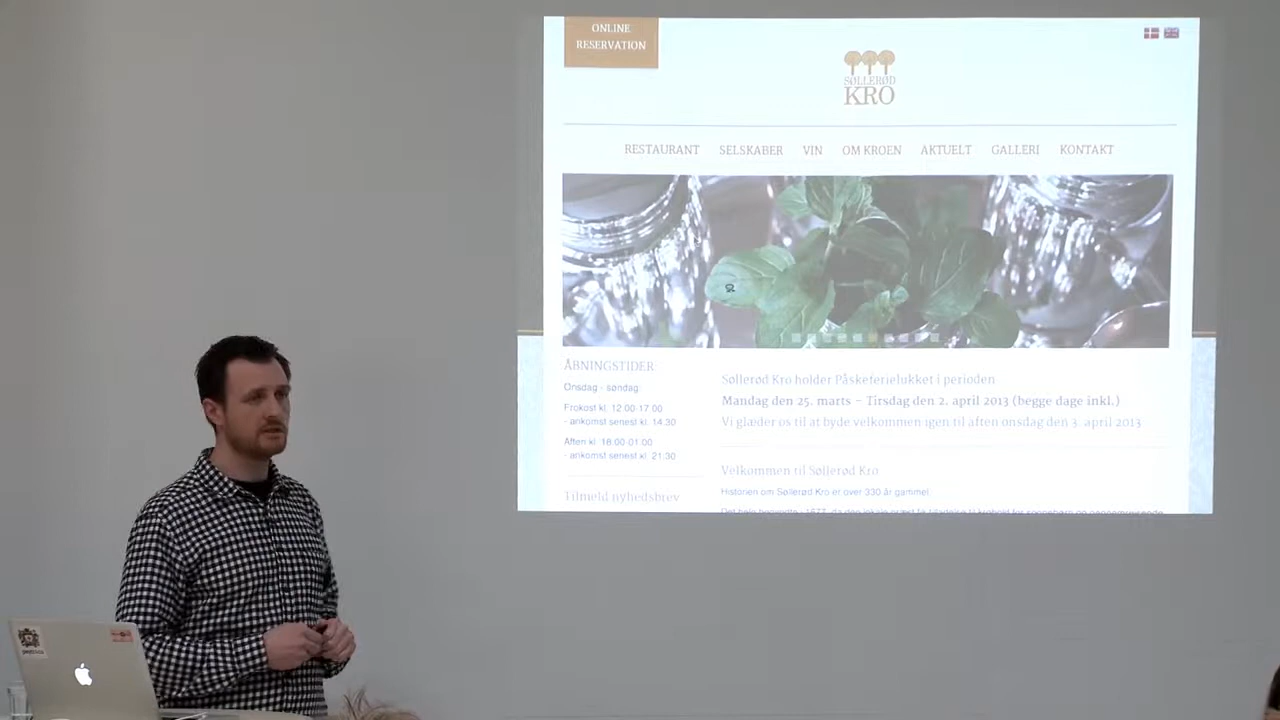 ONLINE
RESERVATION
SØLLERØD
KRO
RESTAURANT SELSKABER VIN OM KROEN AKTUELT GALLERI KONTAKT
ÅBNINGSTIDER:
Onsdag - søndag
Frokost kl. 12.00-17.00
- ankomst senest kl. 14.30
Aften kl. 18:00-01:00
- ankomst senest kl. 21:30
Tilmeld nyhedsbrev
Søllerød Kro holder Påskeferielukket i perioden
Mandag den 25. marts – Tirsdag den 2. april 2013 (begge dage inkl.)
Vi glæder os til at byde velkommen igen til aften onsdag den 3. april 2013
Velkommen til Søllerød Kro
Historien om Søllerød Kro er over 330 år gammel.